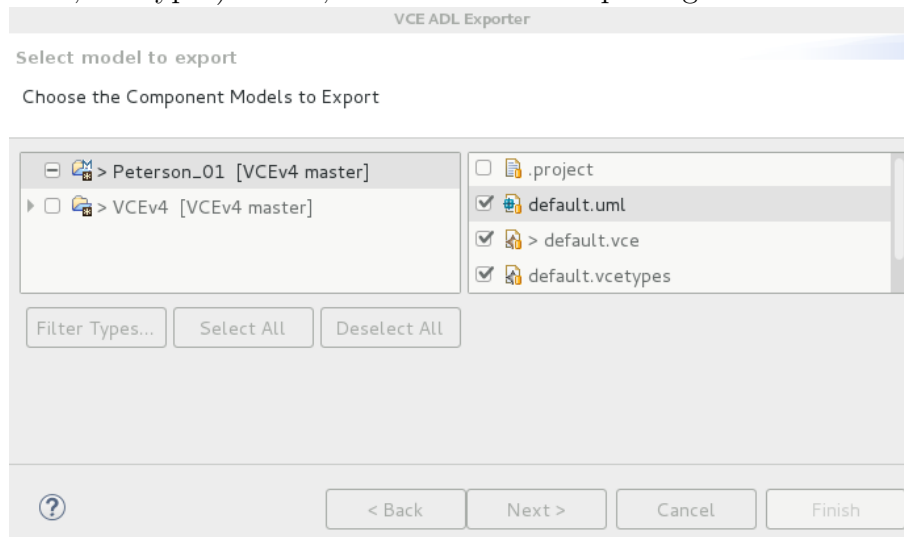 VCE ADL Exporter
Select model to export
Choose the Component Models to Export
> Peterson_01 [VCEv4 master]
> VCEv4 [VCEv4 master]
.project
default.uml
> default.vce
default.vcetypes
Filter Types...
Select All
Deselect All
< Back
Next >
Cancel
Finish